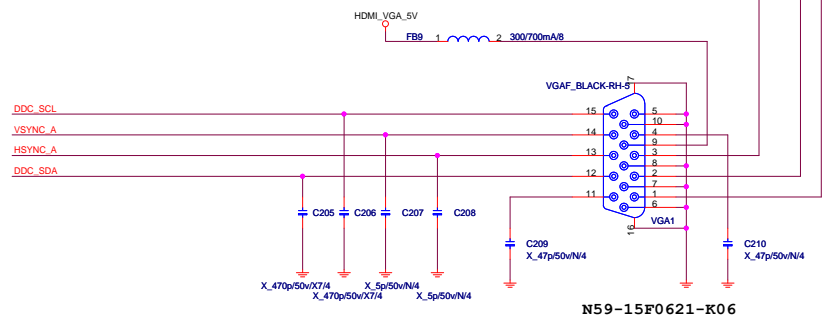 HDMI_VGA_5V
FB9 1 2 300/700mA/8
VGAF_BLACK-RH-5
17
DDC_SCL 15 5
10
VSYNC_A 14 4
9
HSYNC_A 13 3
8
DDC_SDA 12 2
7
11 1
6
16 VGA1
C205 C206 C207 C208
C209 C210
X_47p/50v/N/4 X_47p/50v/N/4
X_470p/50v/X7/4 X_5p/50v/N/4
X_470p/50v/X7/4 X_5p/50v/N/4
N59-15F0621-K06